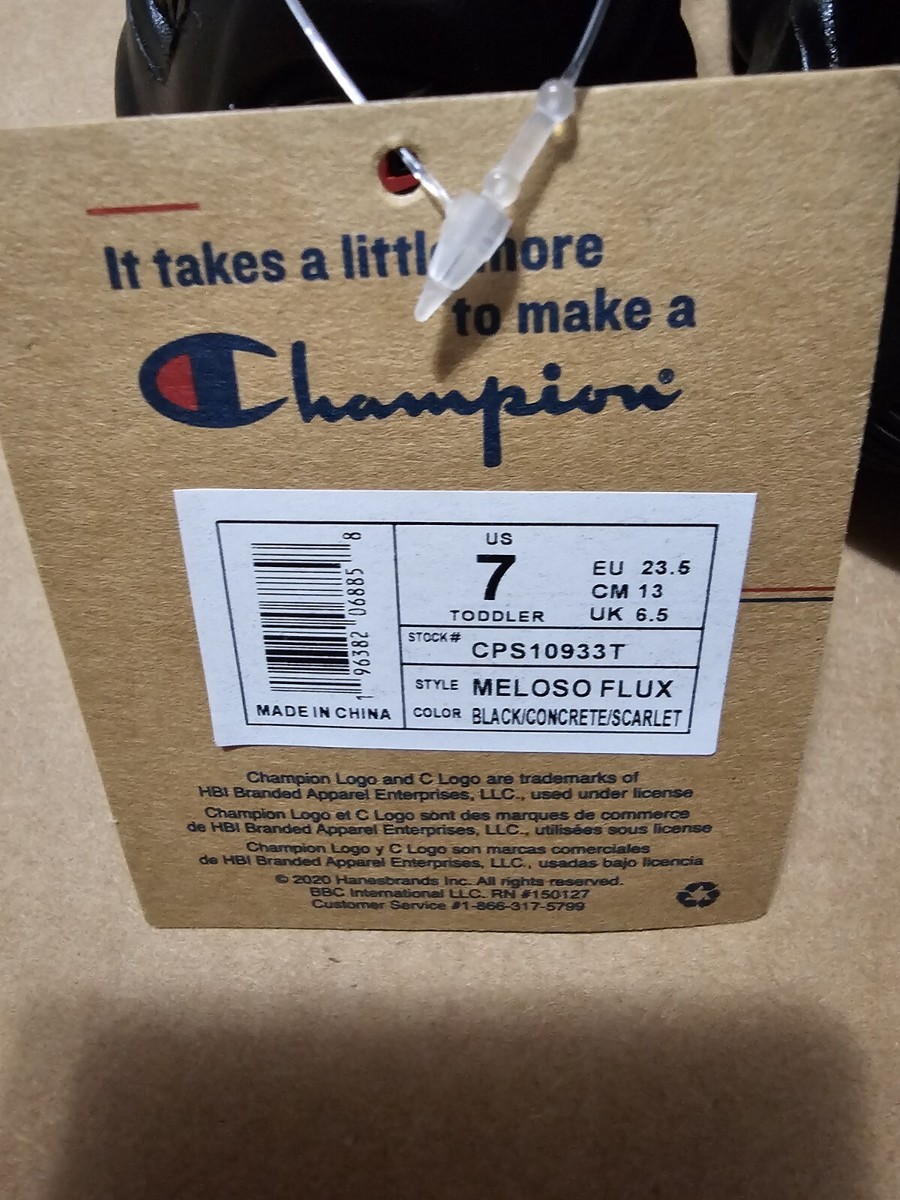 It takes a little more
to make a
Champion®
1 96382 06885 8
MADE IN CHINA
US
7
TODDLER
EU 23.5
CM 13
UK 6.5
STOCK# CPS10933T
STYLE MELOSO FLUX
COLOR BLACK/CONCRETE/SCARLET
Champion Logo and C Logo are trademarks of
HBI Branded Apparel Enterprises, LLC., used under license
Champion Logo et C Logo sont des marques de commerce
de HBI Branded Apparel Enterprises, LLC., utilisées sous license
Champion Logo y C Logo son marcas comerciales
de HBI Branded Apparel Enterprises, LLC., usadas bajo licencia
© 2020 Hanesbrands Inc. All rights reserved.
BBC International LLC. RN #150127
Customer Service #1-866-317-5799